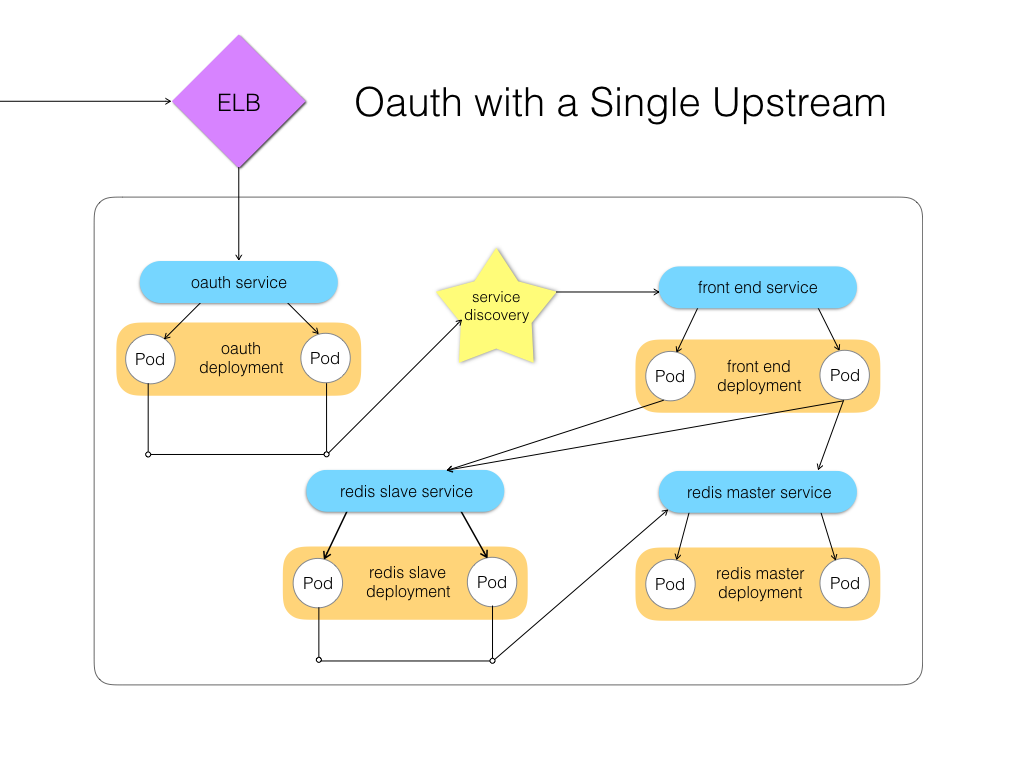 ELB
Oauth with a Single Upstream
oauth service
Pod
oauth
deployment
Pod
service
discovery
front end service
Pod
front end
deployment
Pod
redis slave service
Pod
redis slave
deployment
Pod
redis master service
Pod
redis master
deployment
Pod